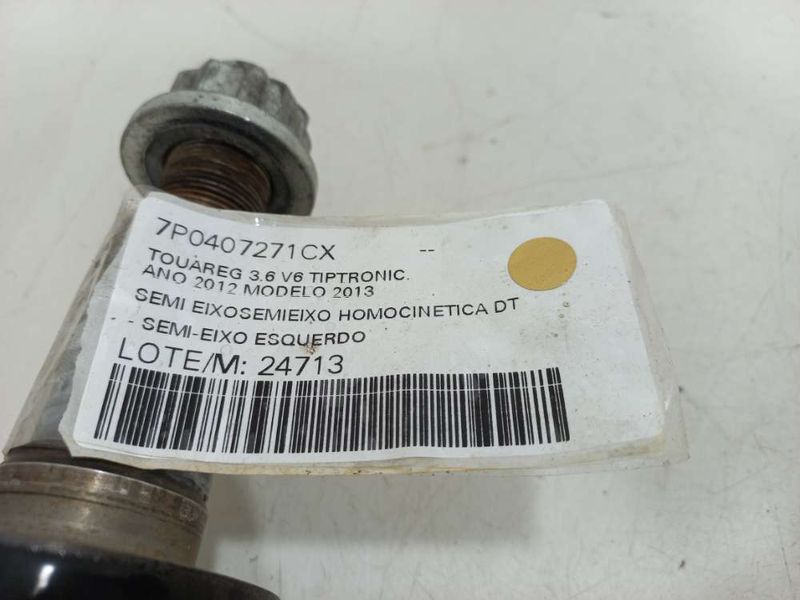 7P0407271CX --
TOUAREG 3.6 V6 TIPTRONIC.
ANO 2012 MODELO 2013
SEMI EIXOSEMIEIXO HOMOCINETICA DT
-- SEMI-EIXO ESQUERDO
LOTE/M: 24713